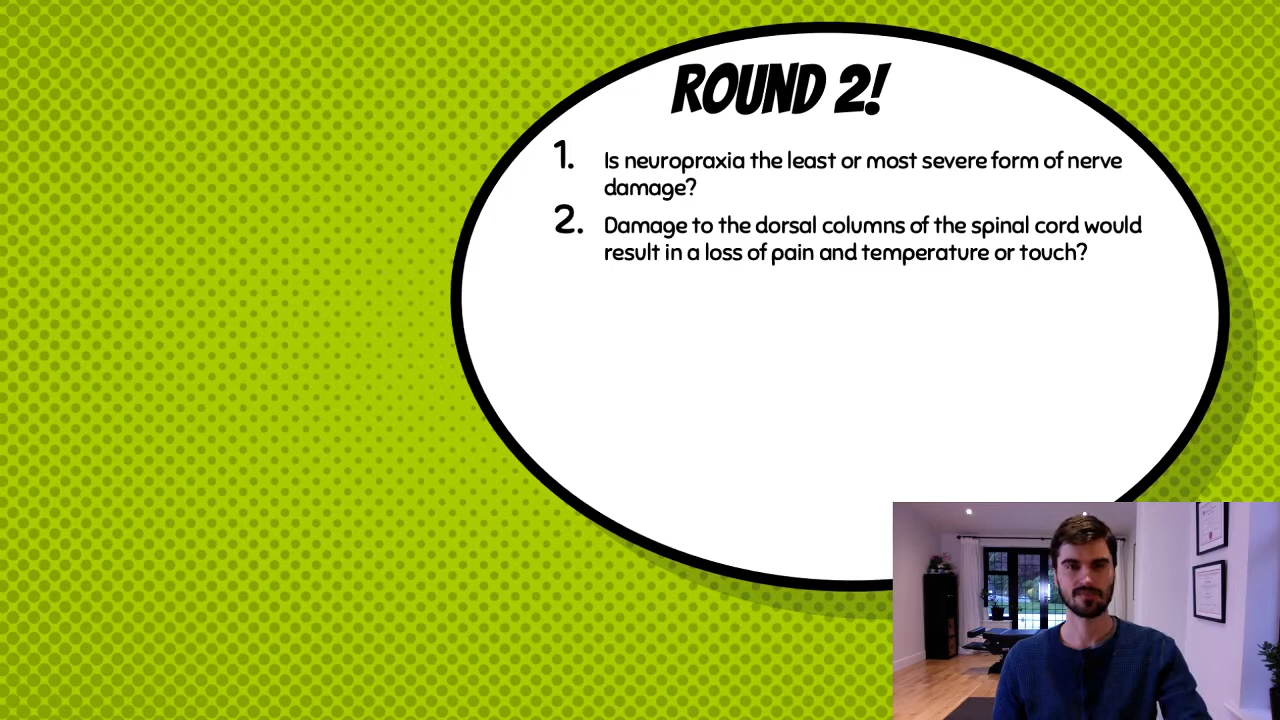 ROUND 2!
1. Is neuropraxia the least or most severe form of nerve
damage?
2. Damage to the dorsal columns of the spinal cord would
result in a loss of pain and temperature or touch?